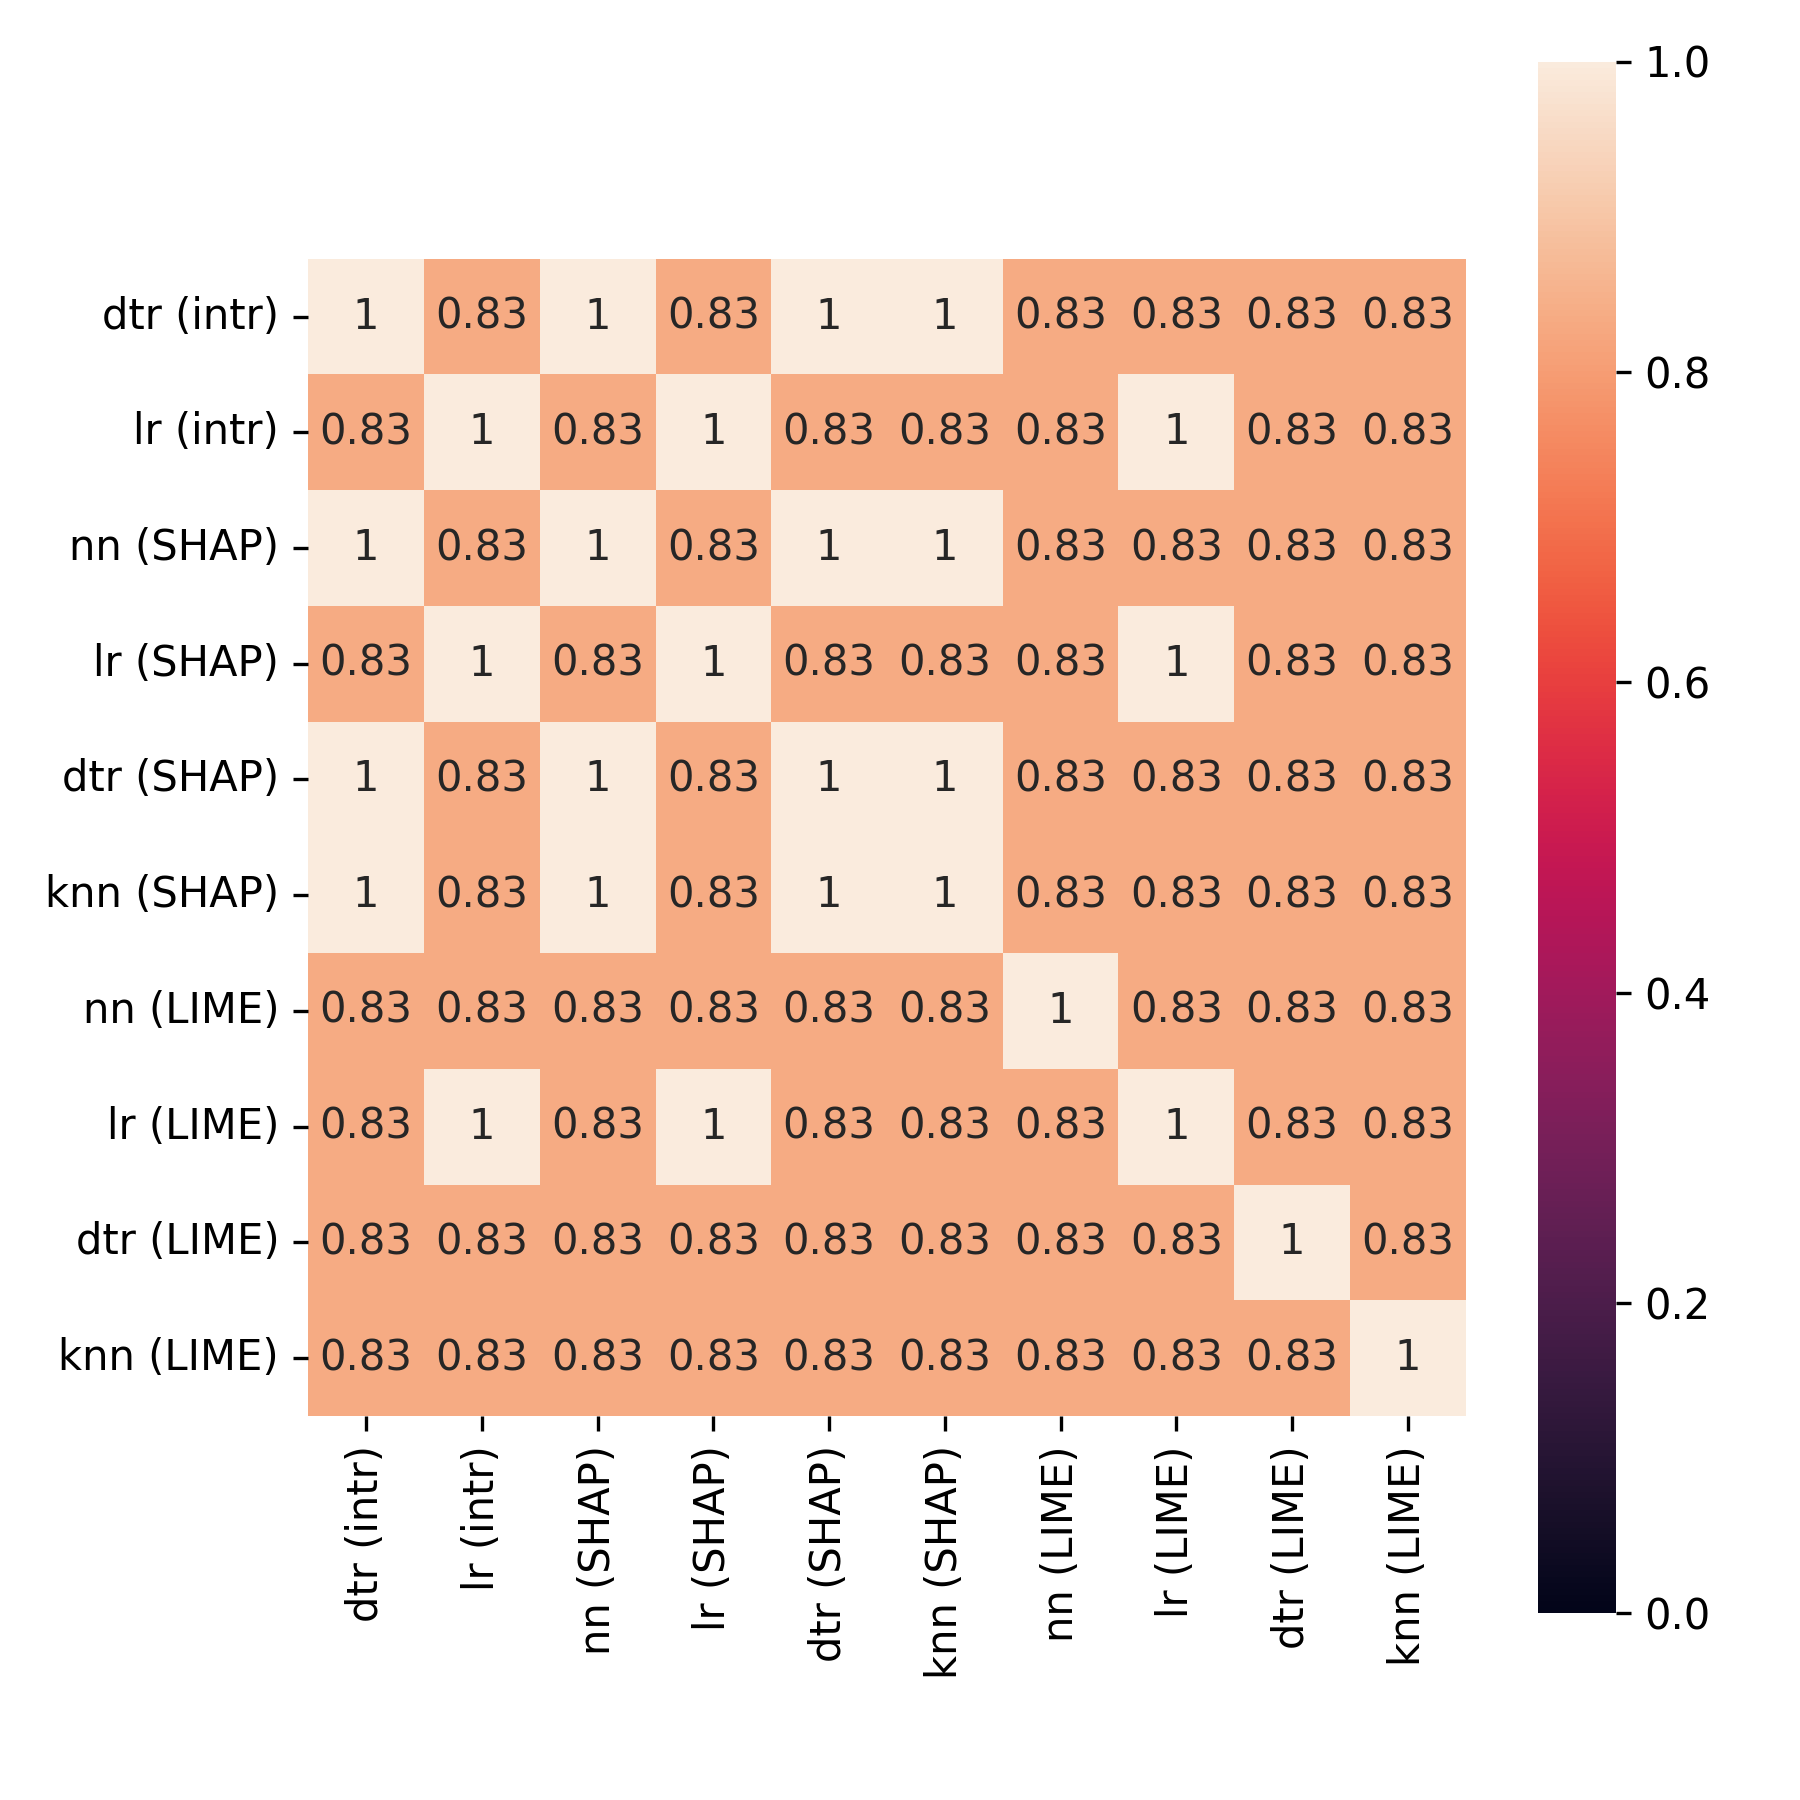 1.0
dtr (intr) 1 0.83 1 0.83 1 1 0.83 0.83 0.83 0.83
0.8
lr (intr) 0.83 1 0.83 1 0.83 0.83 0.83 1 0.83 0.83
nn (SHAP) 1 0.83 1 0.83 1 1 0.83 0.83 0.83 0.83
lr (SHAP) 0.83 1 0.83 1 0.83 0.83 0.83 1 0.83 0.83
0.6
dtr (SHAP) 1 0.83 1 0.83 1 1 0.83 0.83 0.83 0.83
knn (SHAP) 1 0.83 1 0.83 1 1 0.83 0.83 0.83 0.83
0.4
nn (LIME) 0.83 0.83 0.83 0.83 0.83 0.83 1 0.83 0.83 0.83
lr (LIME) 0.83 1 0.83 1 0.83 0.83 0.83 1 0.83 0.83
dtr (LIME) 0.83 0.83 0.83 0.83 0.83 0.83 0.83 0.83 1 0.83
0.2
knn (LIME) 0.83 0.83 0.83 0.83 0.83 0.83 0.83 0.83 0.83 1
dtr (intr)
lr (intr)
nn (SHAP)
lr (SHAP)
dtr (SHAP)
knn (SHAP)
nn (LIME)
lr (LIME)
dtr (LIME)
knn (LIME)
0.0